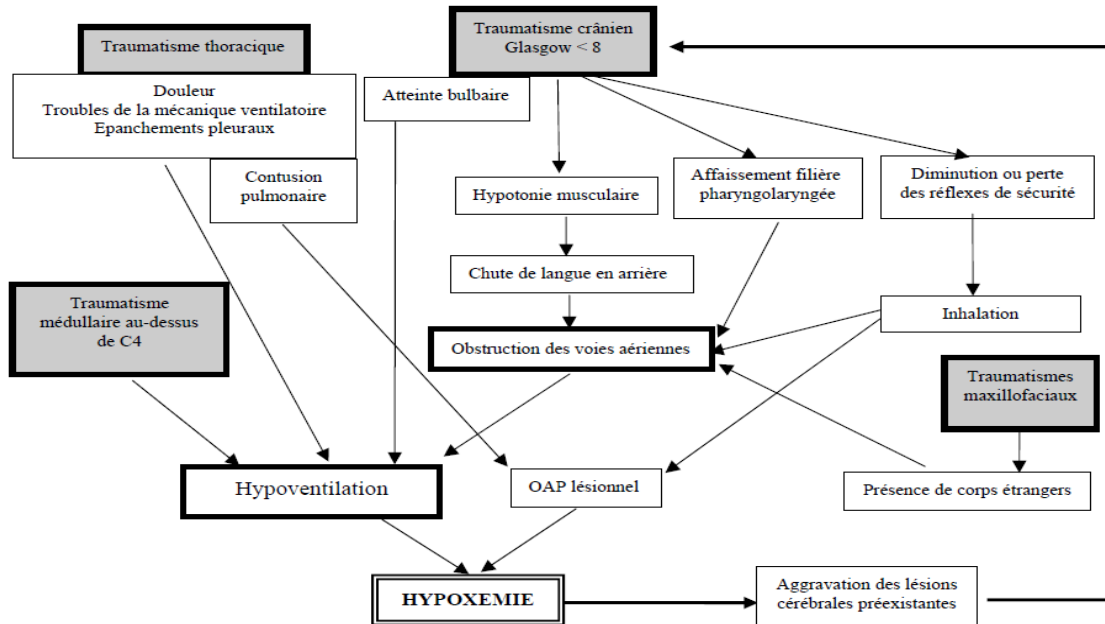 Traumatisme thoracique
Traumatisme crânien
Glasgow < 8
Douleur
Troubles de la mécanique ventilatoire
Epanchements pleuraux
Atteinte bulbaire
Contusion
pulmonaire
Hypotonie musculaire
Affaissement filière
pharyngolaryngée
Diminution ou perte
des réflexes de sécurité
Chute de langue en arrière
Traumatisme
médullaire au-dessus
de C4
Inhalation
Obstruction des voies aériennes
Traumatismes
maxillofaciaux
Hypoventilation
OAP lésionnel
Présence de corps étrangers
HYPOXEMIE
Aggravation des lésions
cérébrales préexistantes